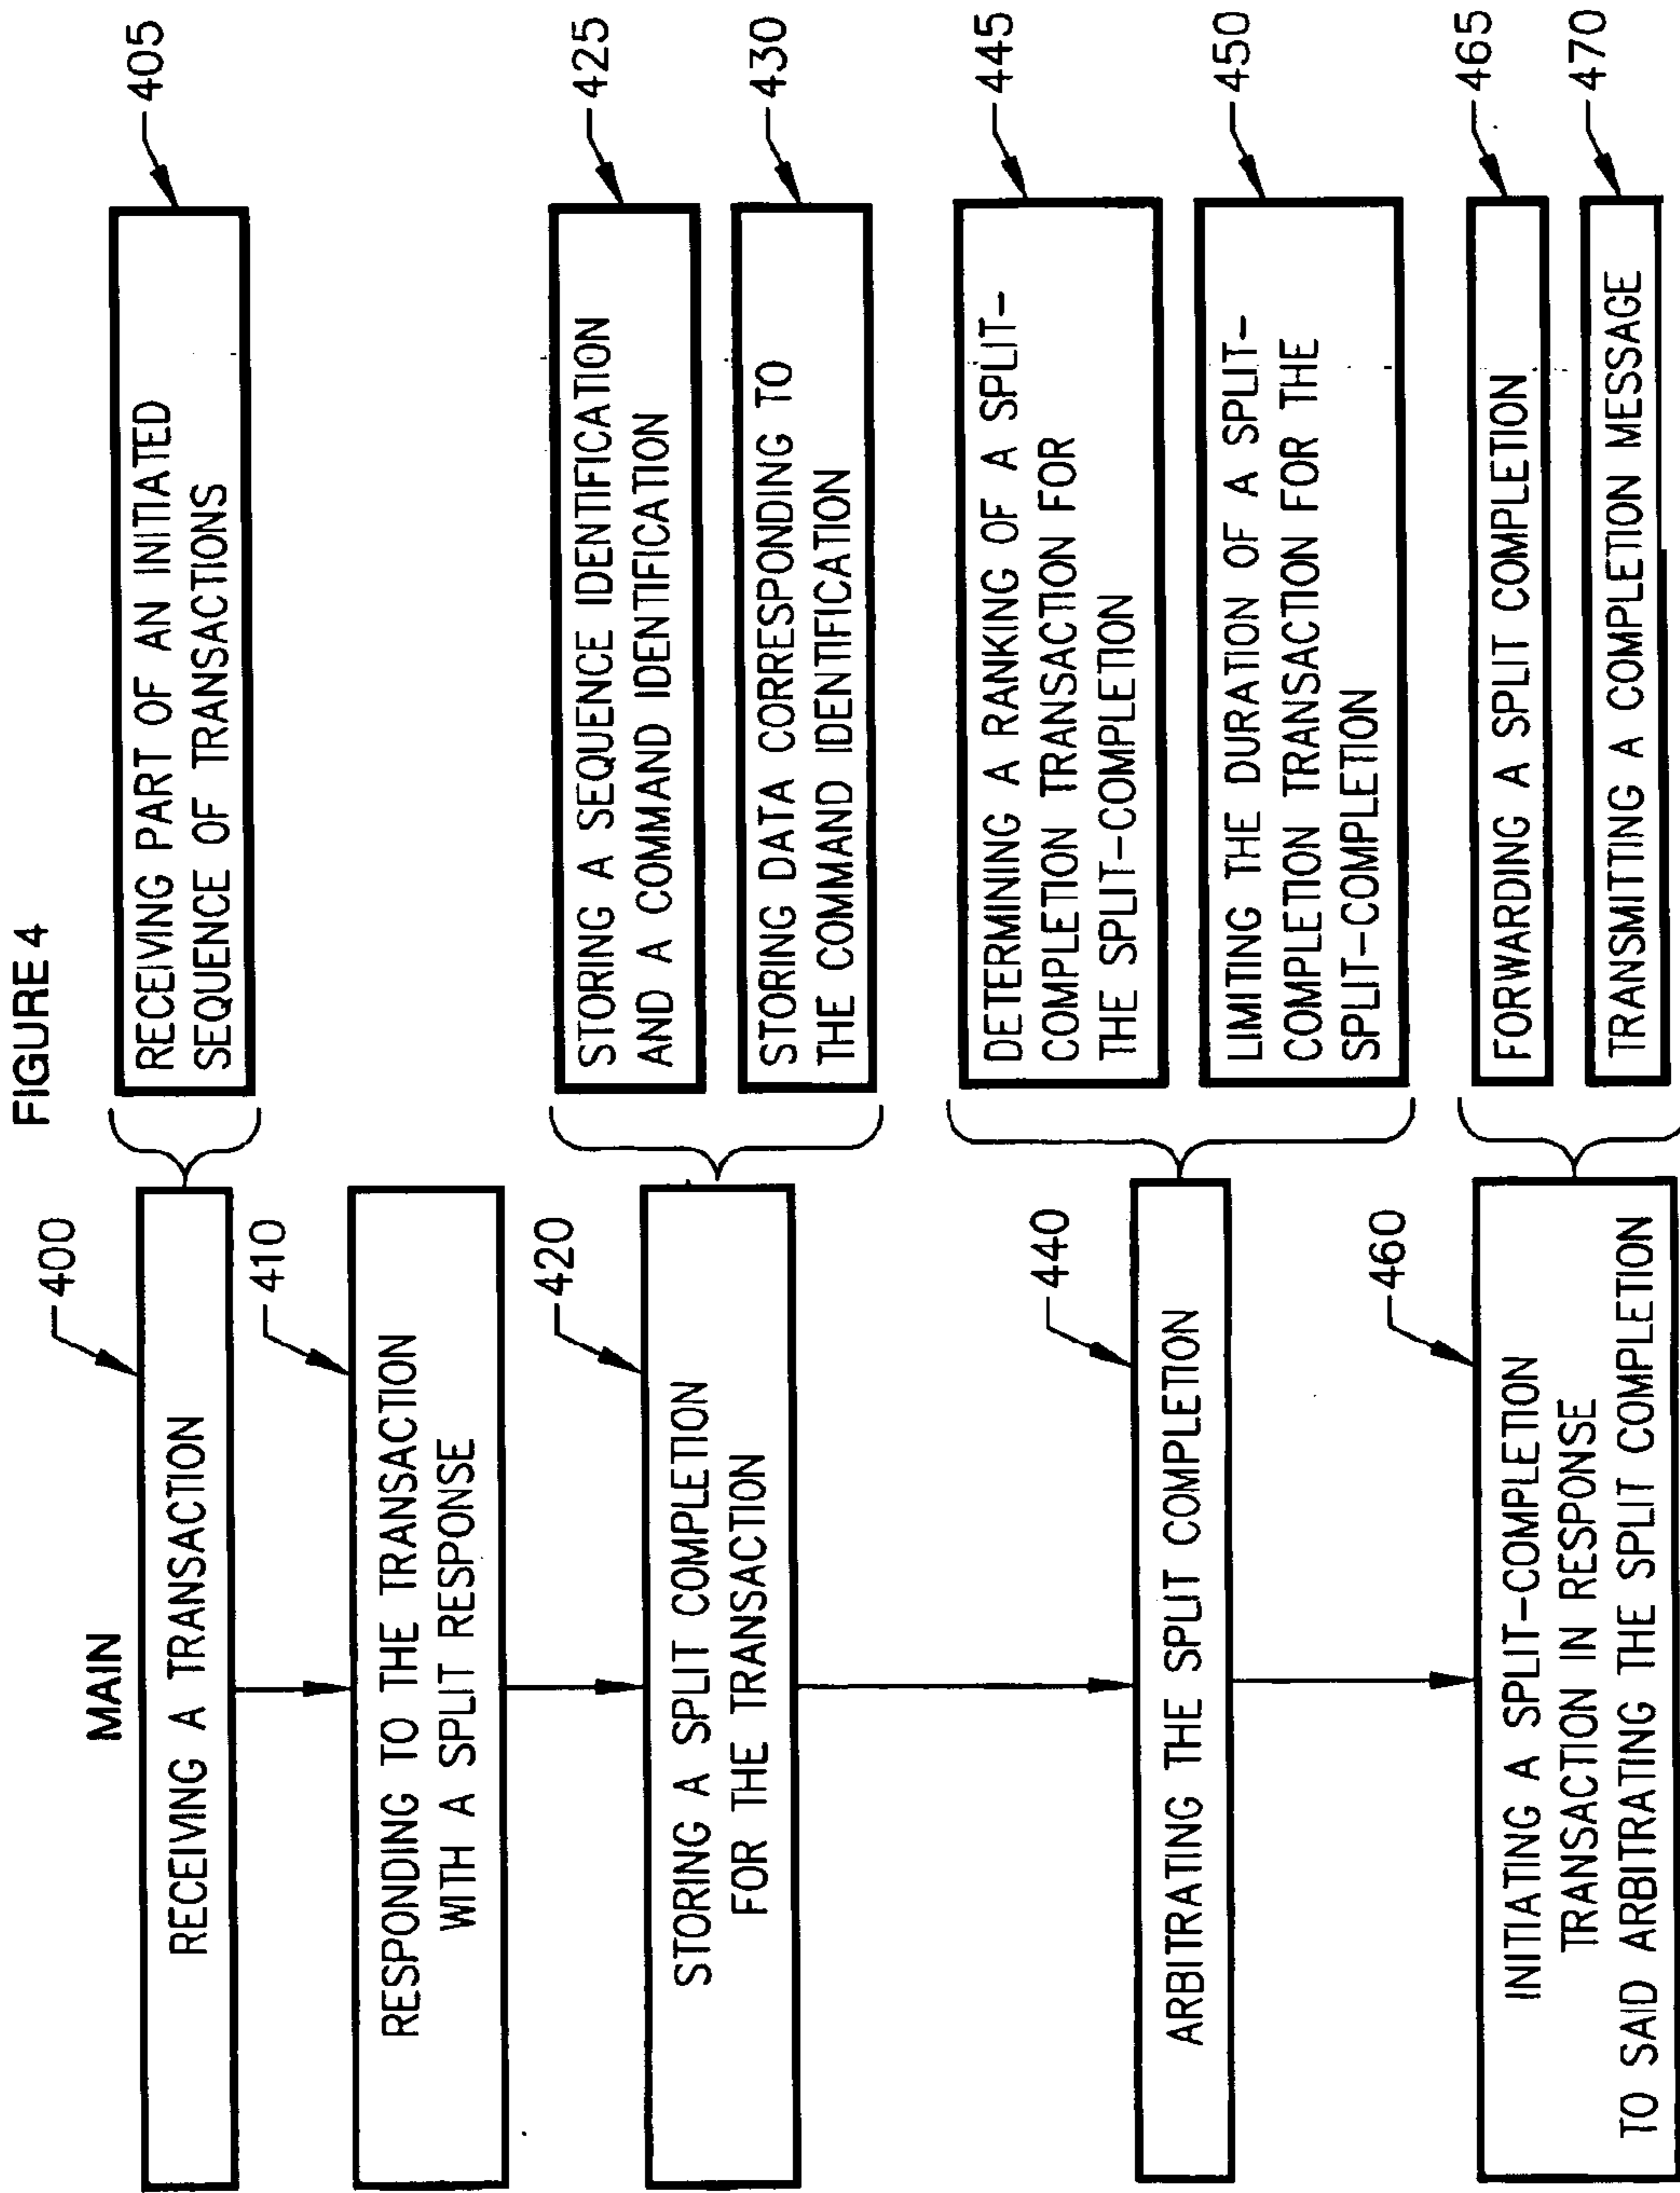 FIGURE 4
MAIN
400
RECEIVING A TRANSACTION
405
RECEIVING PART OF AN INITIATED
SEQUENCE OF TRANSACTIONS
410
RESPONDING TO THE TRANSACTION
WITH A SPLIT RESPONSE
420
STORING A SPLIT COMPLETION
FOR THE TRANSACTION
425
STORING A SEQUENCE IDENTIFICATION
AND A COMMAND IDENTIFICATION
430
STORING DATA CORRESPONDING TO
THE COMMAND IDENTIFICATION
440
ARBITRATING THE SPLIT COMPLETION
445
DETERMINING A RANKING OF A SPLIT-
COMPLETION TRANSACTION FOR
THE SPLIT-COMPLETION
450
LIMITING THE DURATION OF A SPLIT-
COMPLETION TRANSACTION FOR THE
SPLIT-COMPLETION
460
INITIATING A SPLIT-COMPLETION
TRANSACTION IN RESPONSE
TO SAID ARBITRATING THE SPLIT COMPLETION
465
FORWARDING A SPLIT COMPLETION
470
TRANSMITTING A COMPLETION MESSAGE